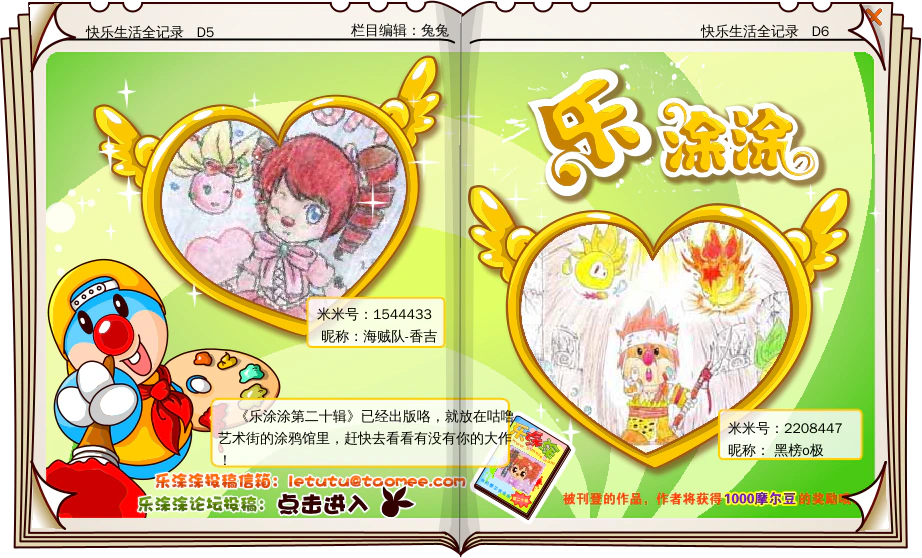 快乐生活全记录 D5
栏目编辑：兔兔
米米号：1544433
昵称：海贼队-香吉
《乐涂涂第二十辑》已经出版咯，就放在咕噜
艺术街的涂鸦馆里，赶快去看看有没有你的大作
！
乐涂涂投稿信箱：letutu@taomee.com
乐涂涂论坛投稿：点击进入
快乐生活全记录 D6
乐涂涂
米米号：2208447
昵称： 黑榜o极
被刊登的作品，作者将获得1000摩尔豆的奖励哦